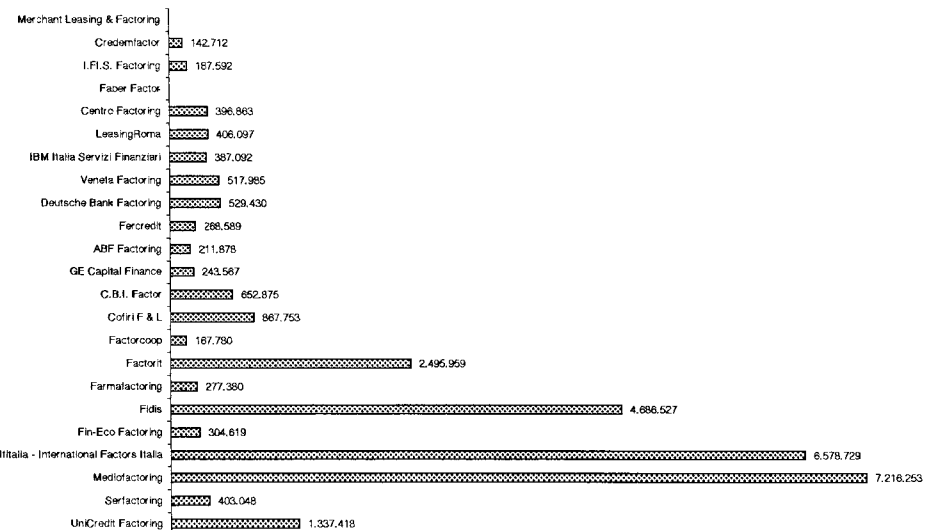 Merchant Leasing & Factoring
Credemfactor 142.712
I.FI.S. Factoring 187.592
Faber Factor
Centro Factoring 396.863
LeasingRoma 406.097
IBM Italia Servizi Finanziari 387.092
Veneta Factoring 517.985
Deutsche Bank Factoring 529.430
Fercredit 268.589
ABF Factoring 211.878
GE Capital Finance 243.567
C.B.I. Factor 652.875
Cofiri F & L 867.753
Factorcoop 167.780
Factorit 2.495.959
Farmafactoring 277.380
Fidis 4.686.527
Fin-Eco Factoring 304.619
Ifitalia - International Factors Italia 6.578.729
Mediofactoring 7.216.253
Serfactoring 403.048
UniCredit Factoring 1.337.418